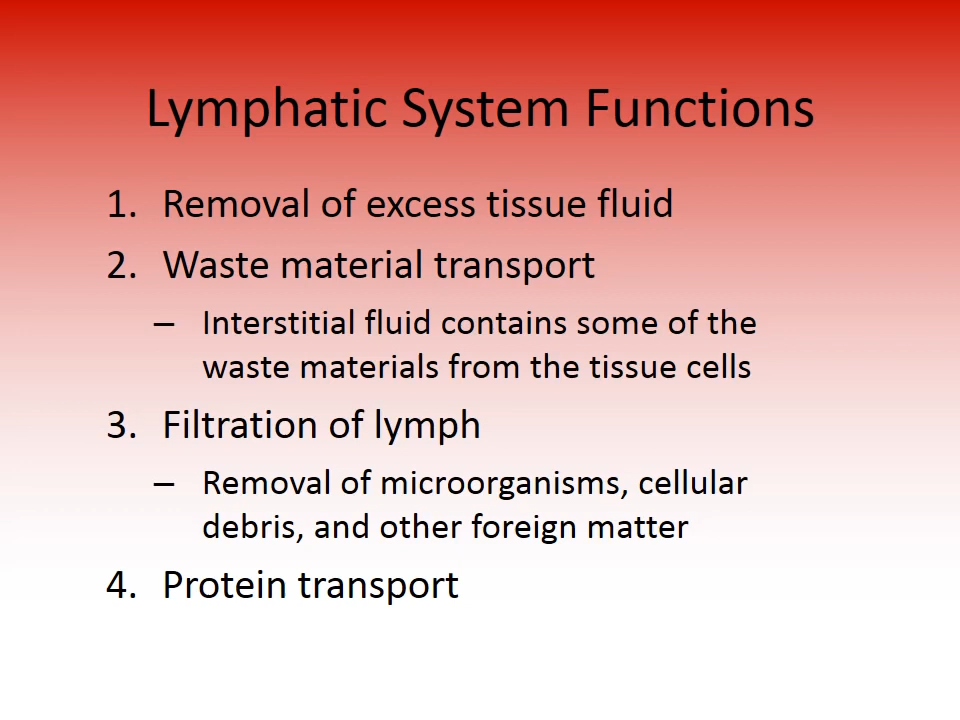 Lymphatic System Functions
1. Removal of excess tissue fluid
2. Waste material transport
– Interstitial fluid contains some of the
waste materials from the tissue cells
3. Filtration of lymph
– Removal of microorganisms, cellular
debris, and other foreign matter
4. Protein transport